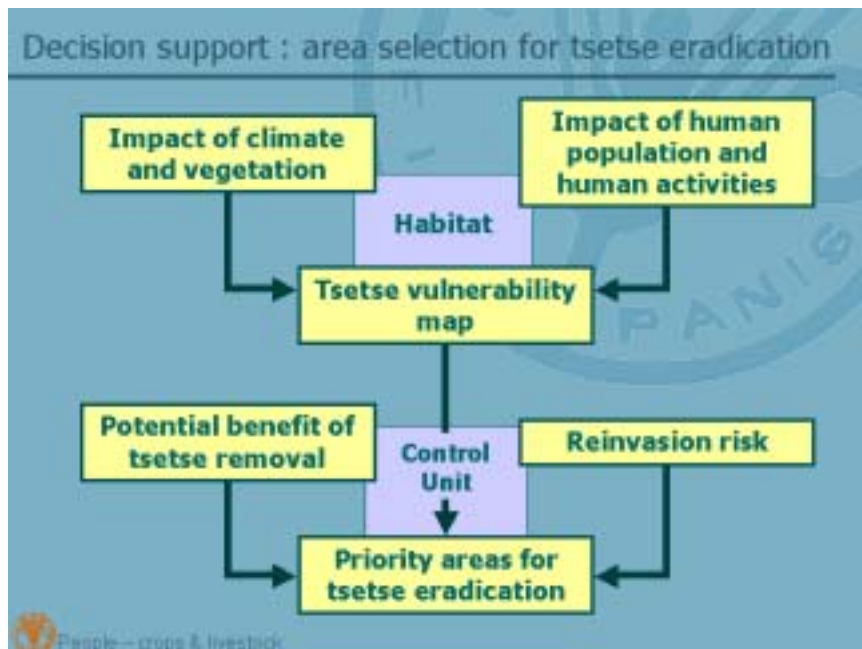 Decision support : area selection for tsetse eradication
Impact of climate
and vegetation
Impact of human
population and
human activities
Habitat
Tsetse vulnerability
map
Potential benefit of
tsetse removal
Control
Unit
Reinvasion risk
Priority areas for
tsetse eradication
People – crops & livestock
PANIS